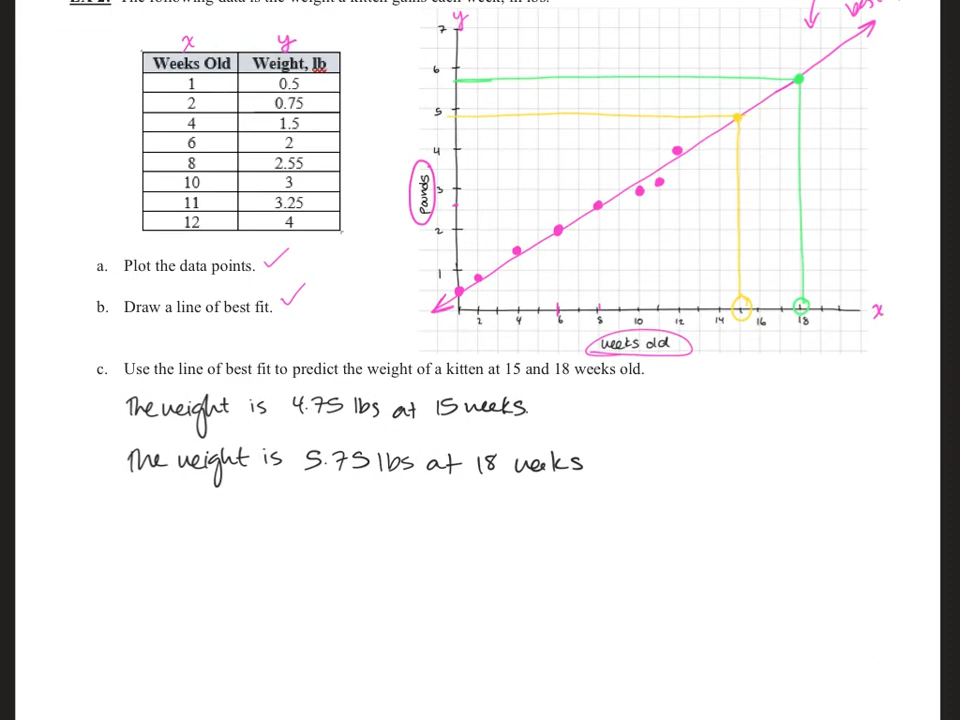 x y
Weeks Old Weight, lb
1 0.5
2 0.75
4 1.5
6 2
8 2.55
10 3
11 3.25
12 4
y
7
6
5
4
3
2
1
Pounds
2 4 6 8 10 12 14 16 18
x
weeks old
a. Plot the data points.
b. Draw a line of best fit.
c. Use the line of best fit to predict the weight of a kitten at 15 and 18 weeks old.
The weight is 4.75 lbs at 15 weeks.
The weight is 5.75 lbs at 18 weeks